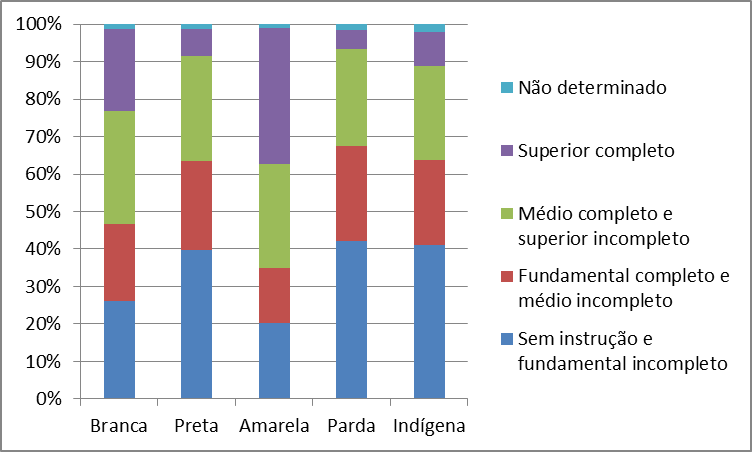 100%
90%
80%
70%
60%
50%
40%
30%
20%
10%
0%
Branca Preta Amarela Parda Indígena
Não determinado
Superior completo
Médio completo e
superior incompleto
Fundamental completo e
médio incompleto
Sem instrução e
fundamental incompleto